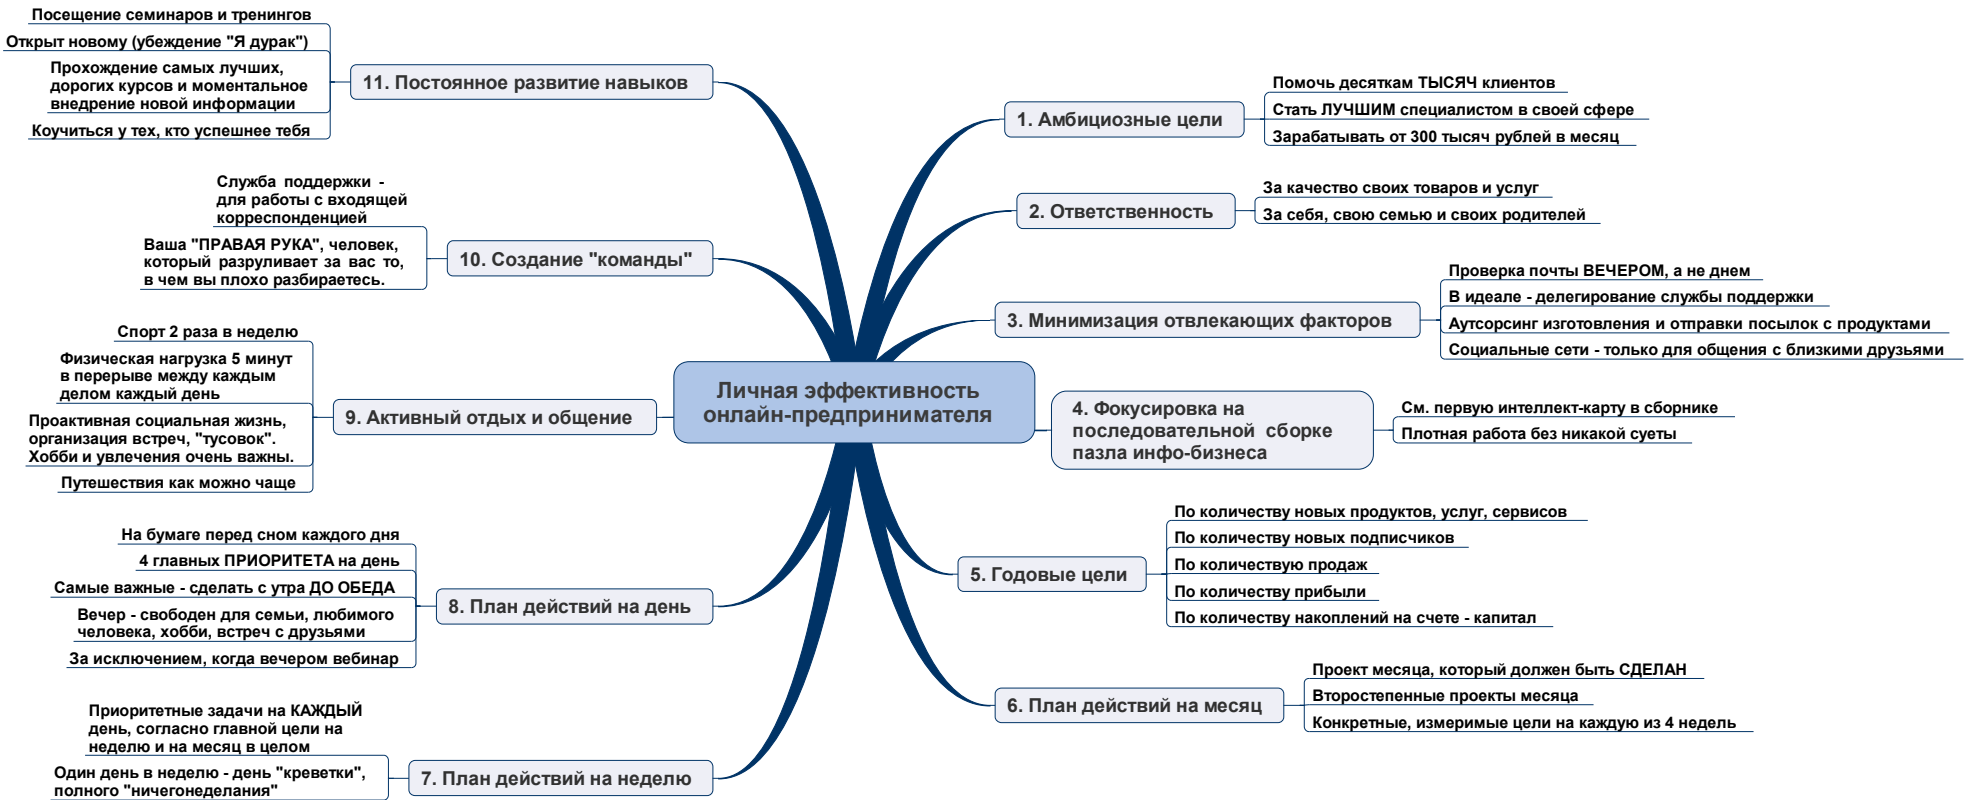 Личная эффективность
онлайн-предпринимателя
1. Амбициозные цели
Помочь десяткам ТЫСЯЧ клиентов
Стать ЛУЧШИМ специалистом в своей сфере
Зарабатывать от 300 тысяч рублей в месяц
2. Ответственность
За качество своих товаров и услуг
За себя, свою семью и своих родителей
3. Минимизация отвлекающих факторов
Проверка почты ВЕЧЕРОМ, а не днем
В идеале - делегирование службы поддержки
Аутсорсинг изготовления и отправки посылок с продуктами
Социальные сети - только для общения с близкими друзьями
4. Фокусировка на
последовательной сборке
пазла инфо-бизнеса
См. первую интеллект-карту в сборнике
Плотная работа без никакой суеты
5. Годовые цели
По количеству новых продуктов, услуг, сервисов
По количеству новых подписчиков
По количествую продаж
По количеству прибыли
По количеству накоплений на счете - капитал
6. План действий на месяц
Проект месяца, который должен быть СДЕЛАН
Второстепенные проекты месяца
Конкретные, измеримые цели на каждую из 4 недель
7. План действий на неделю
Приоритетные задачи на КАЖДЫЙ
день, согласно главной цели на
неделю и на месяц в целом
Один день в неделю - день "креветки",
полного "ничегонеделания"
8. План действий на день
На бумаге перед сном каждого дня
4 главных ПРИОРИТЕТА на день
Самые важные - сделать с утра ДО ОБЕДА
Вечер - свободен для семьи, любимого
человека, хобби, встреч с друзьями
За исключением, когда вечером вебинар
9. Активный отдых и общение
Спорт 2 раза в неделю
Физическая нагрузка 5 минут
в перерыве между каждым
делом каждый день
Проактивная социальная жизнь,
организация встреч, "тусовок".
Хобби и увлечения очень важны.
Путешествия как можно чаще
10. Создание "команды"
Служба поддержки -
для работы с входящей
корреспонденцией
Ваша "ПРАВАЯ РУКА", человек,
который разруливает за вас то,
в чем вы плохо разбираетесь.
11. Постоянное развитие навыков
Посещение семинаров и тренингов
Открыт новому (убеждение "Я дурак")
Прохождение самых лучших,
дорогих курсов и моментальное
внедрение новой информации
Коучиться у тех, кто успешнее тебя